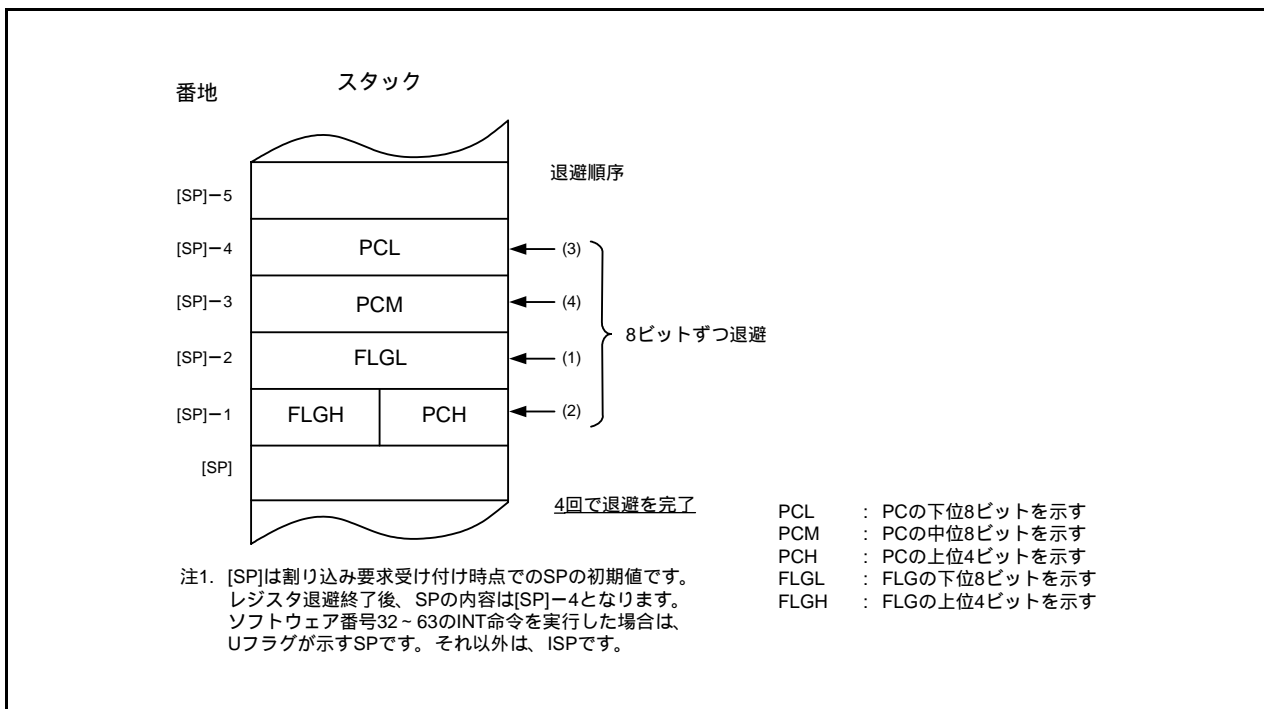 番地
スタック
退避順序
[SP]－5
[SP]－4
PCL
(3)
[SP]－3
PCM
(4)
8ビットずつ退避
[SP]－2
FLGL
(1)
[SP]－1
FLGH
PCH
(2)
[SP]
4回で退避を完了
PCL : PCの下位8ビットを示す
PCM : PCの中位8ビットを示す
PCH : PCの上位4ビットを示す
FLGL : FLGの下位8ビットを示す
FLGH : FLGの上位4ビットを示す
注1. [SP]は割り込み要求受け付け時点でのSPの初期値です。
レジスタ退避終了後、SPの内容は[SP]－4となります。
ソフトウェア番号32～63のINT命令を実行した場合は、
Uフラグが示すSPです。それ以外は、ISPです。